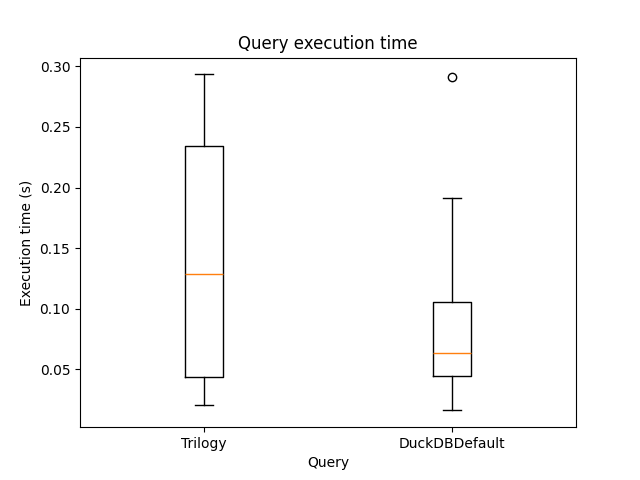 Query execution time
0.30
0.25
0.20
0.15
0.10
0.05
Execution time (s)
Trilogy
DuckDBDefault
Query